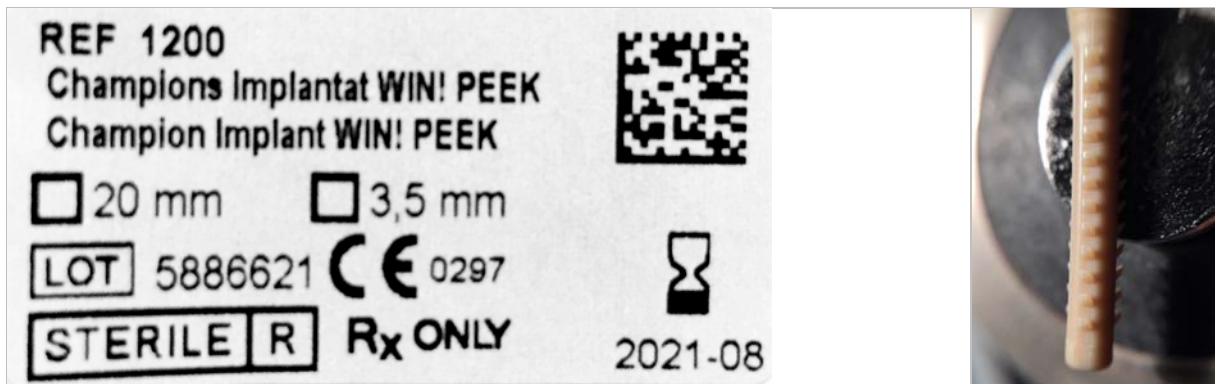 REF 1200
Champions Implantat WIN! PEEK
Champion Implant WIN! PEEK
20 mm 3,5 mm
LOT 5886621 CE 0297
STERILE R Rx ONLY
2021-08